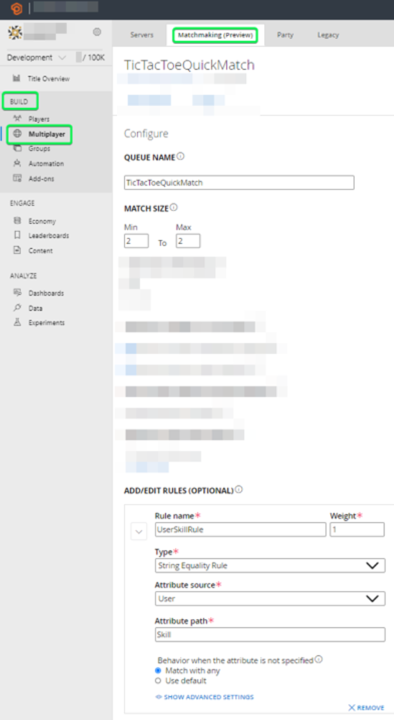 Servers Matchmaking (Preview) Party Legacy
Development / 100K
Title Overview
BUILD
Players
Multiplayer
Groups
Automation
Add-ons
ENGAGE
Economy
Leaderboards
Content
ANALYZE
Dashboards
Data
Experiments
TicTacToeQuickMatch
Configure
QUEUE NAME
TicTacToeQuickMatch
MATCH SIZE
Min Max
2 To 2
ADD/EDIT RULES (OPTIONAL)
Rule name* Weight*
UserSkillRule 1
Type*
String Equality Rule
Attribute source*
User
Attribute path*
Skill
Behavior when the attribute is not specified
Match with any
Use default
SHOW ADVANCED SETTINGS
REMOVE